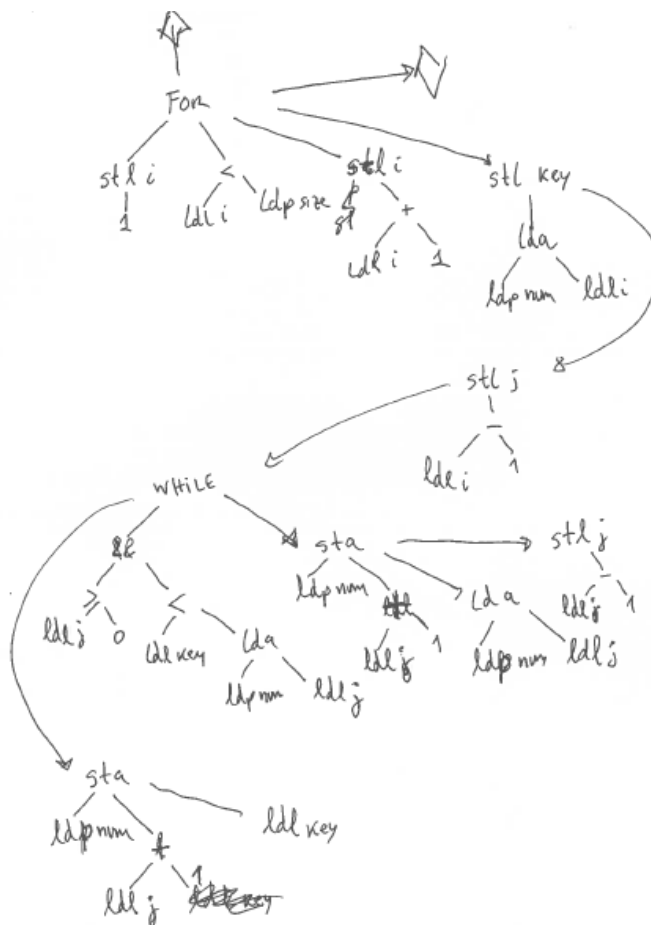 For
stl i < stl i stl key
1 ldl i ldp size + lda
ldl i 1 ldp num ldl i
stl j
-
ldl i 1
WHILE
&& sta stl j
ldp num lda -
>= < + ldl j 1
ldl j 0 ldl key lda ldl j 1 ldp num ldl j
ldp num ldl j
sta
ldp num + ldl key
ldl j 1